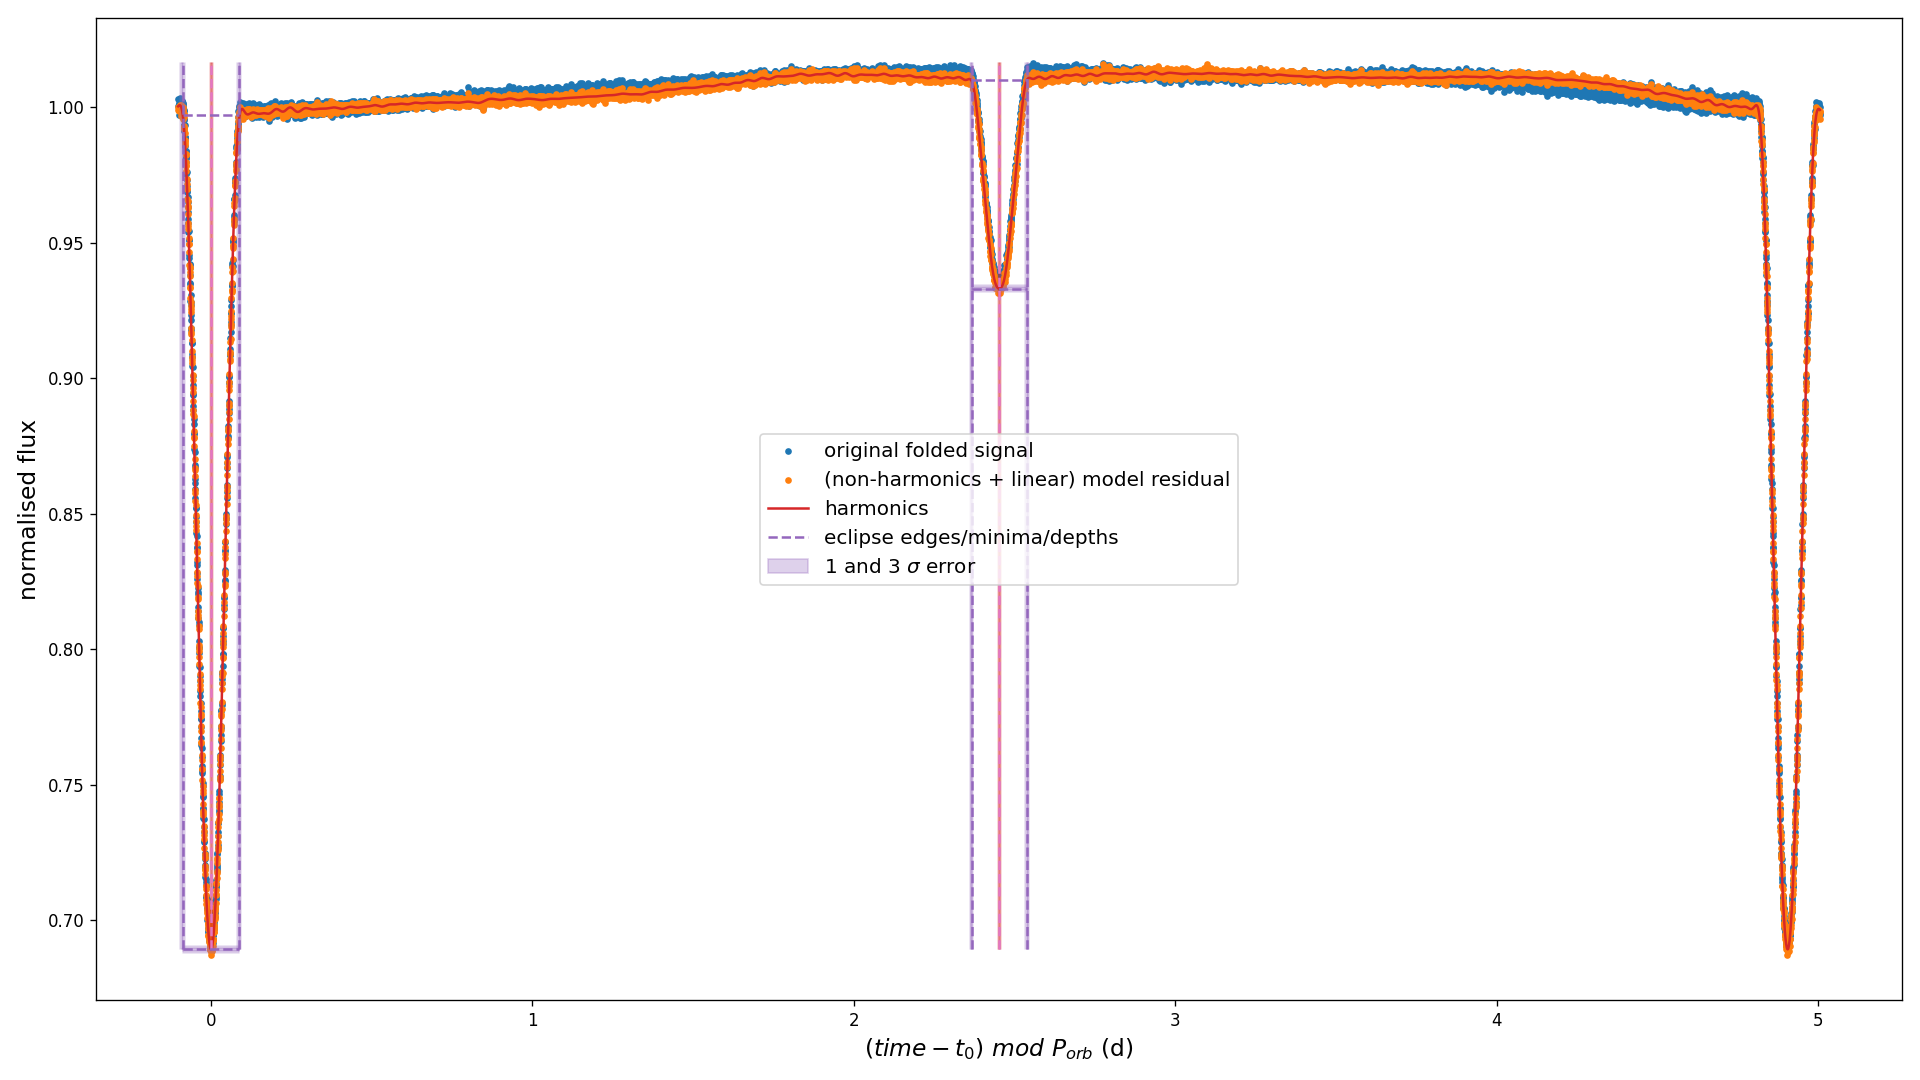 normalised flux
1.00
0.95
0.90
0.85
0.80
0.75
0.70
original folded signal
(non-harmonics + linear) model residual
harmonics
eclipse edges/minima/depths
1 and 3 σ error
0 1 2 3 4 5
(time − t₀) mod P_orb (d)